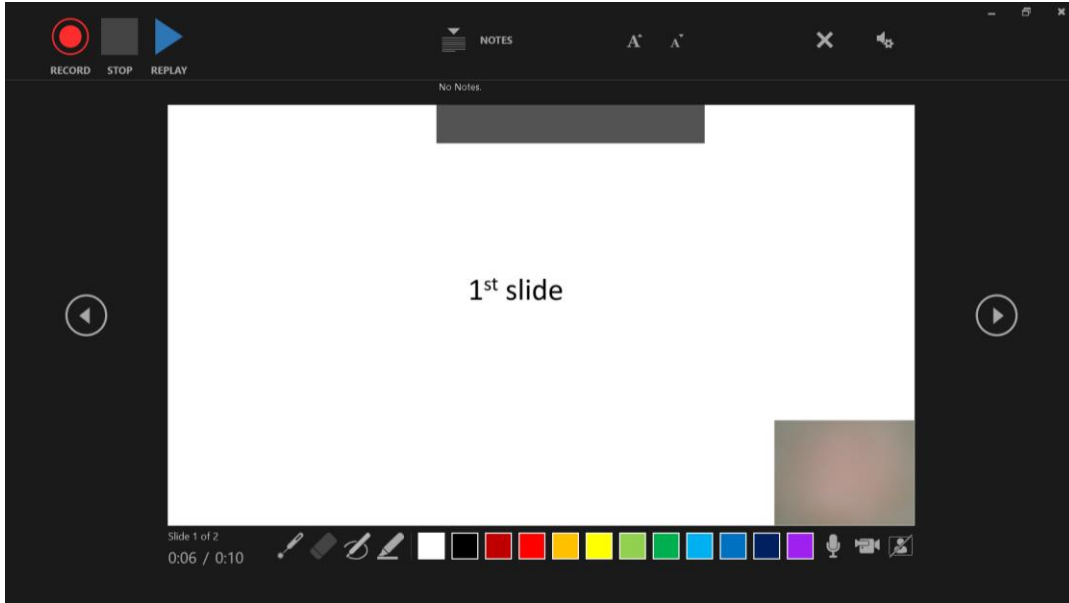 RECORD STOP REPLAY
NOTES
A A
No Notes.
1st slide
Slide 1 of 2
0:06 / 0:10